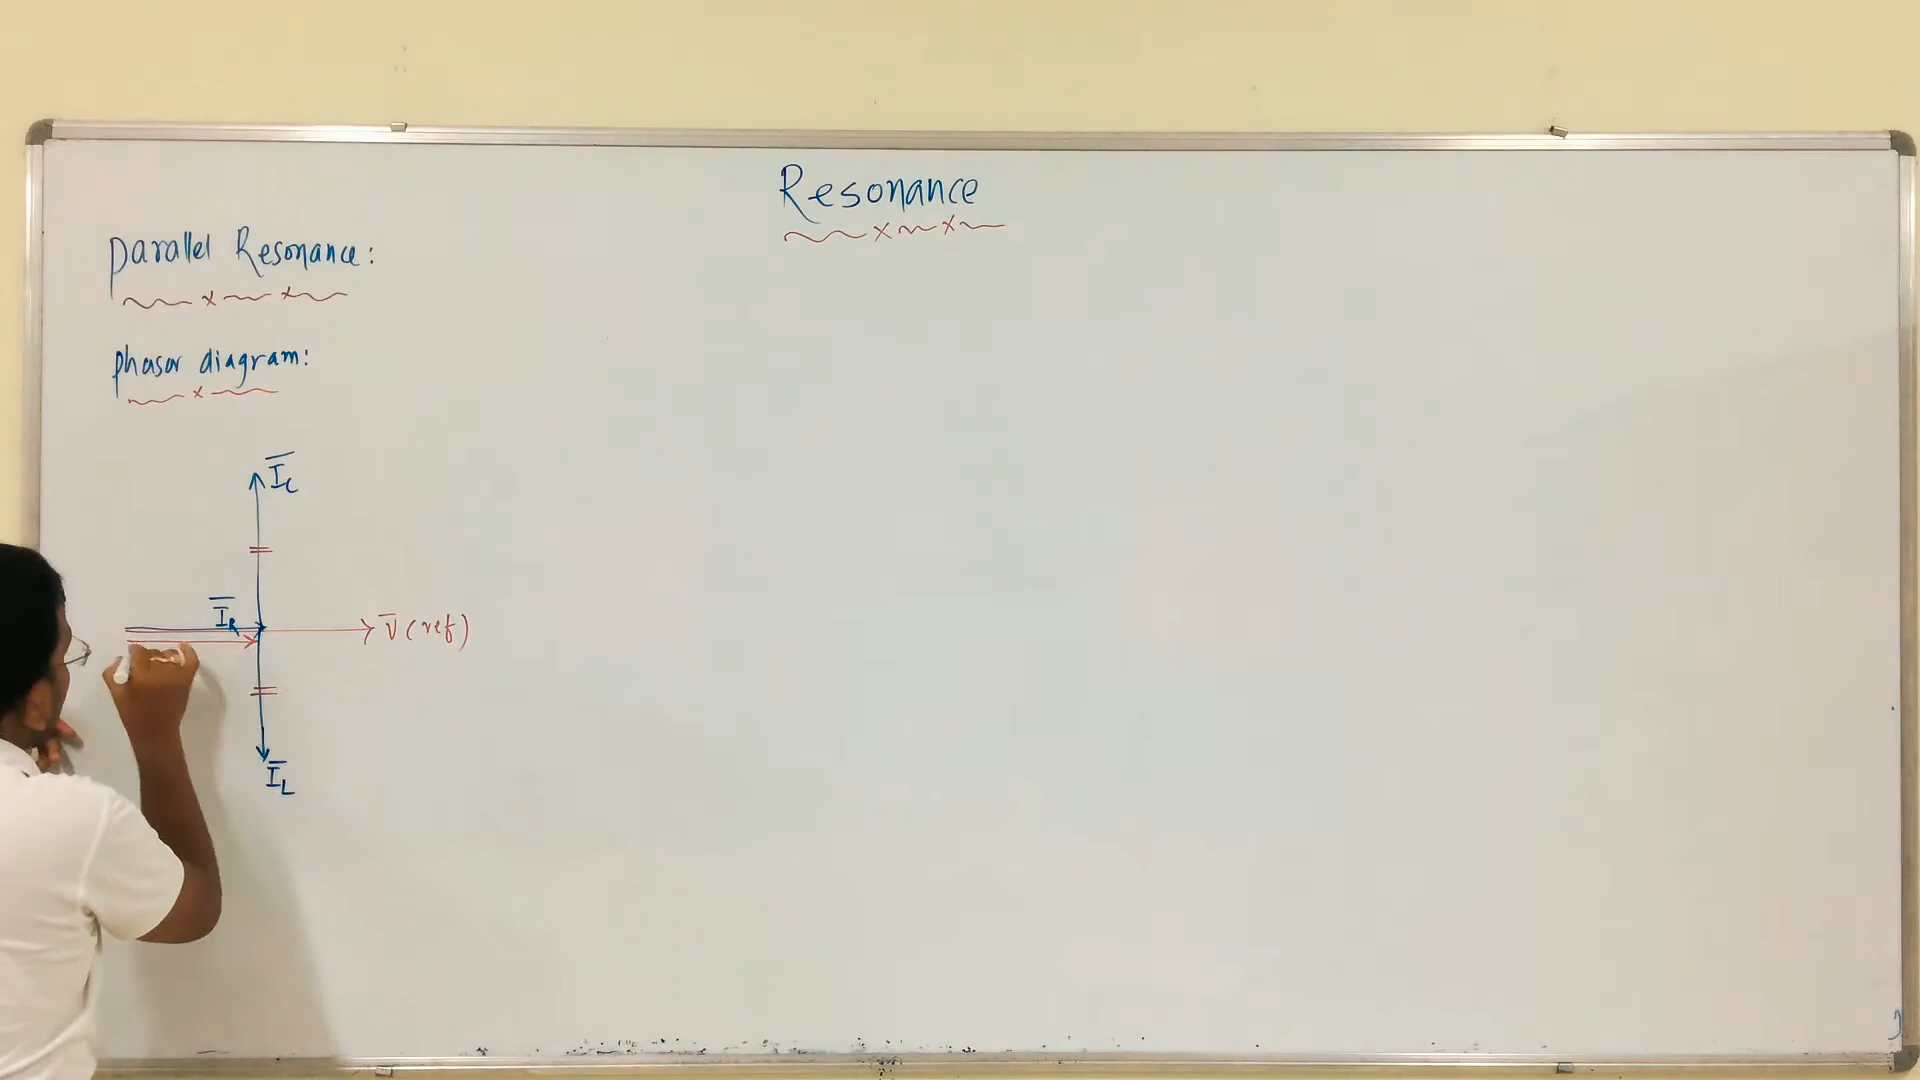 Resonance
Parallel Resonance:
phasor diagram:
I̅C
I̅R
V̅ (ref)
I̅L